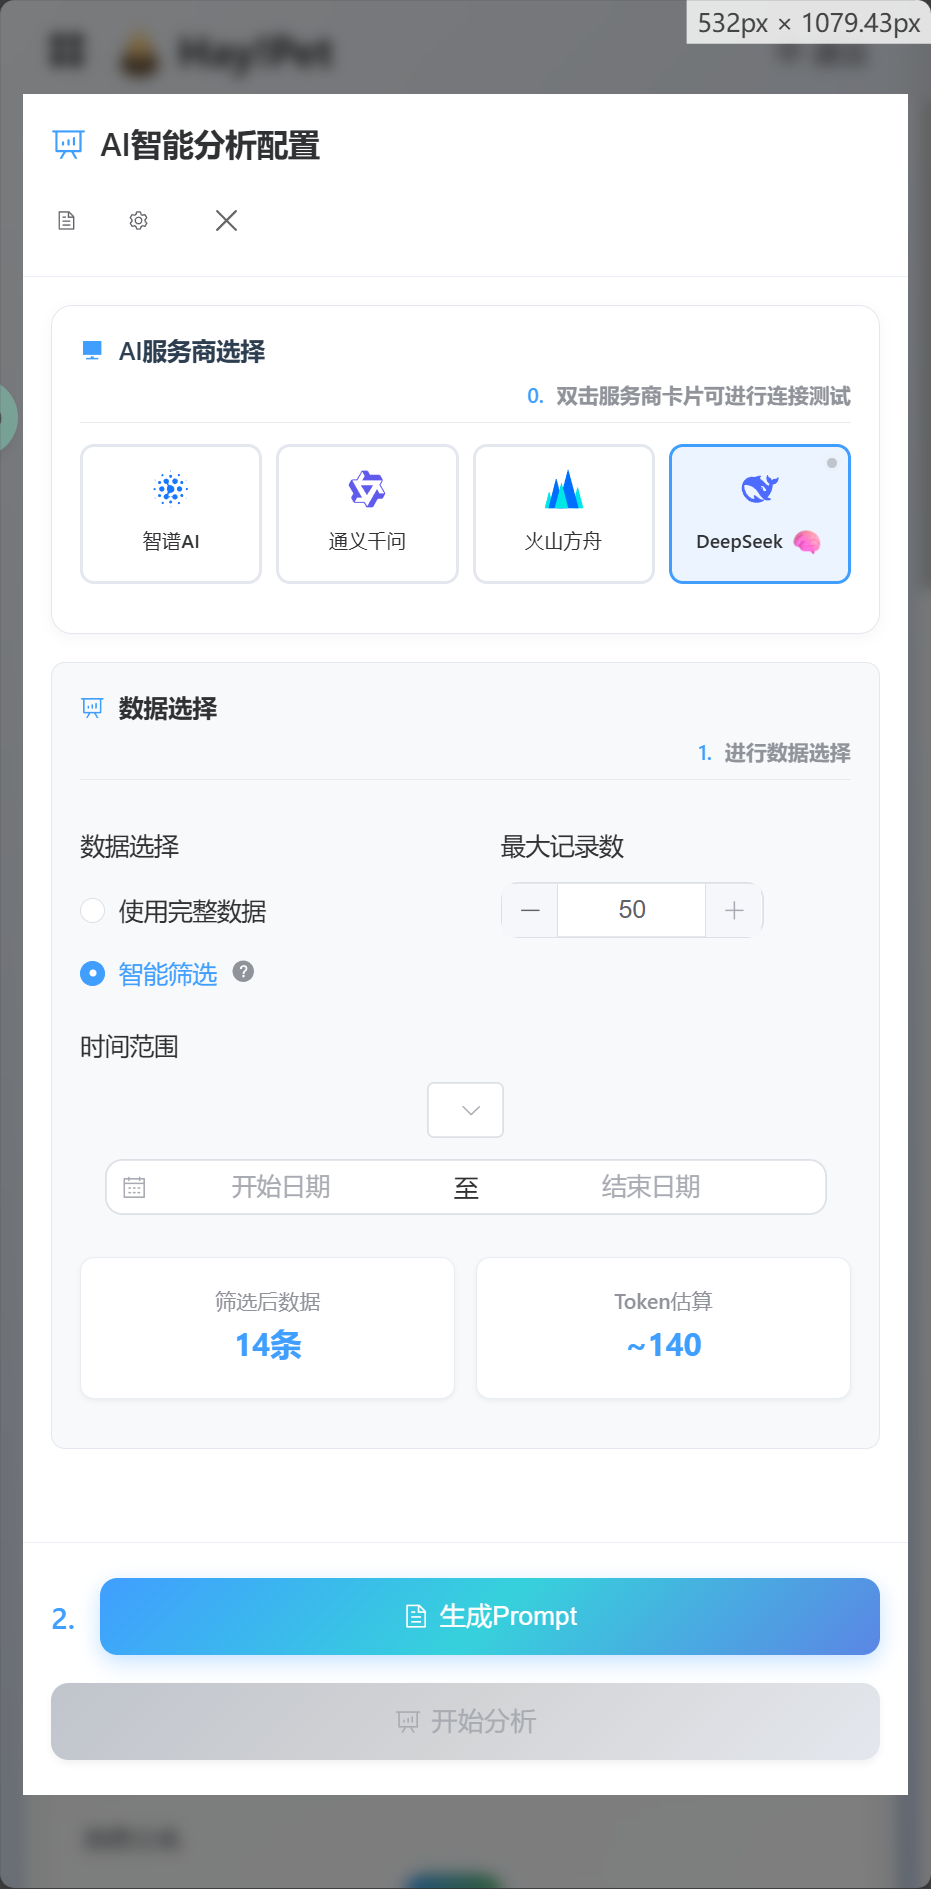 532px × 1079.43px
Hay!Pet
AI智能分析配置
AI服务商选择
0. 双击服务商卡片可进行连接测试
智谱AI
通义千问
火山方舟
DeepSeek
数据选择
1. 进行数据选择
数据选择
最大记录数
使用完整数据
50
智能筛选
时间范围
开始日期 至 结束日期
筛选后数据
14条
Token估算
~140
2. 生成Prompt
开始分析